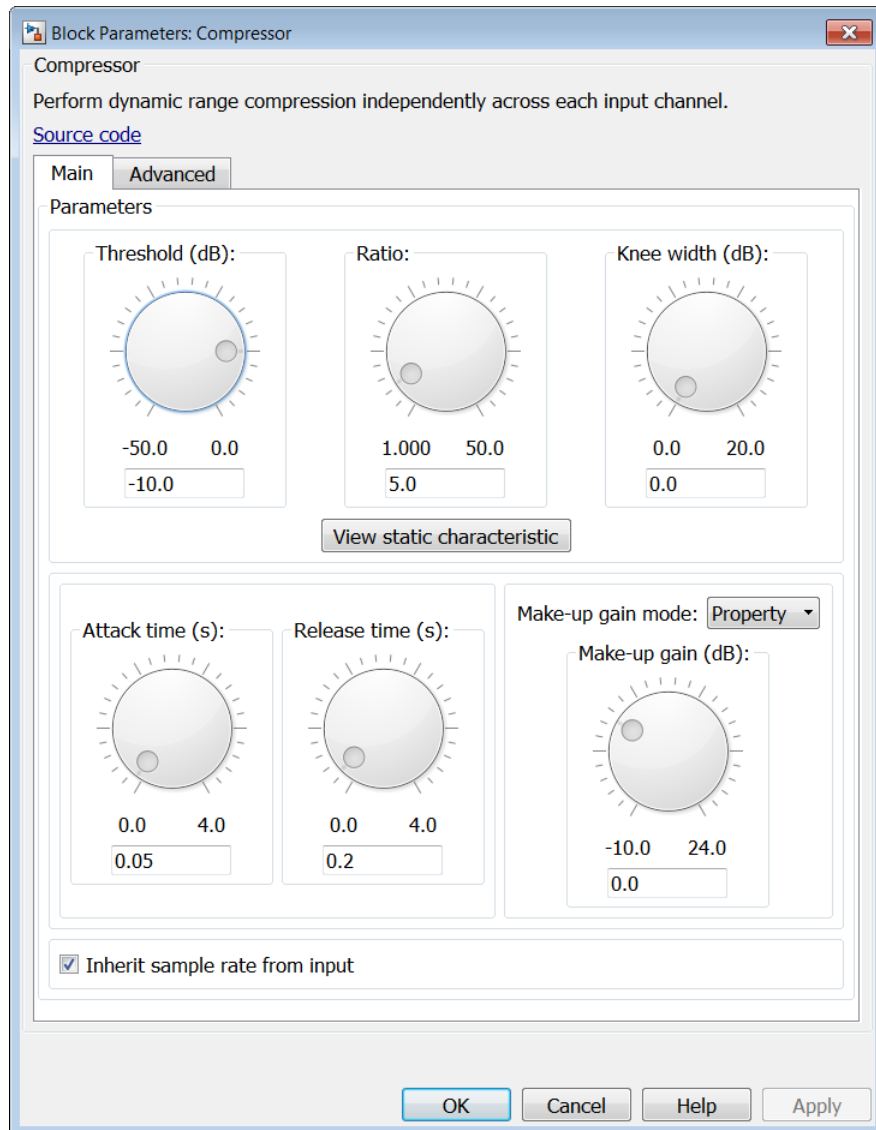 Block Parameters: Compressor
Compressor
Perform dynamic range compression independently across each input channel.
Source code
Main Advanced
Parameters
Threshold (dB): Ratio: Knee width (dB):
-50.0 0.0 1.000 50.0 0.0 20.0
-10.0 5.0 0.0
View static characteristic
Make-up gain mode: Property
Attack time (s): Release time (s): Make-up gain (dB):
0.0 4.0 0.0 4.0 -10.0 24.0
0.05 0.2 0.0
Inherit sample rate from input
OK Cancel Help Apply